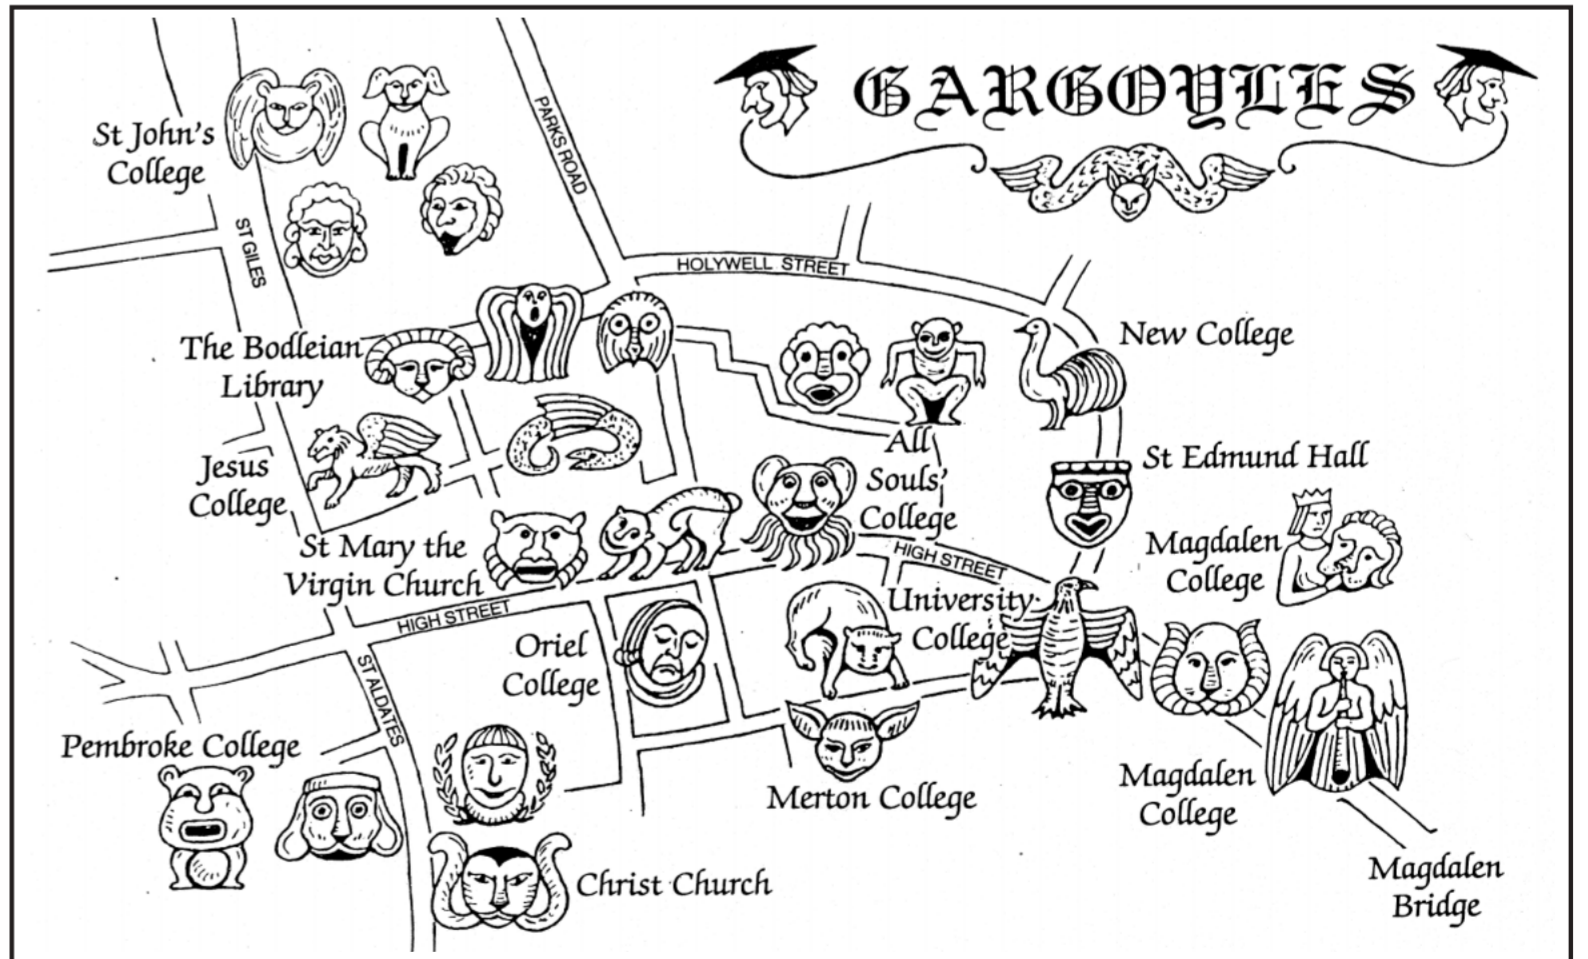 GARGOYLES
St John's
College
PARKS ROAD
ST GILES
HOLYWELL STREET
The Bodleian
Library
New College
Jesus
College
All
Souls'
College
St Edmund Hall
St Mary the
Virgin Church
HIGH STREET
Magdalen
College
HIGH STREET
University
College
Oriel
College
ST ALDATES
Pembroke College
Merton College
Magdalen
College
Christ Church
Magdalen
Bridge